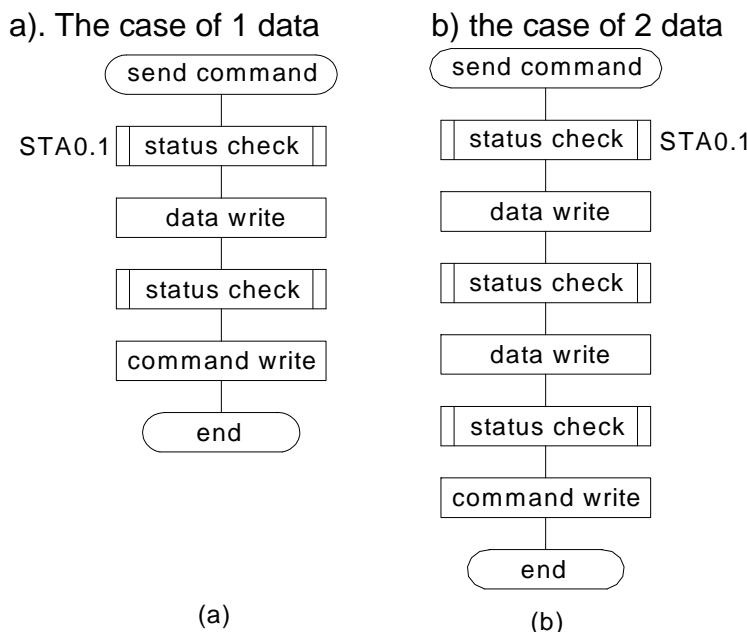 a). The case of 1 data
send command
STA0.1 status check
data write
status check
command write
end
(a)
b) the case of 2 data
send command
status check STA0.1
data write
status check
data write
status check
command write
end
(b)